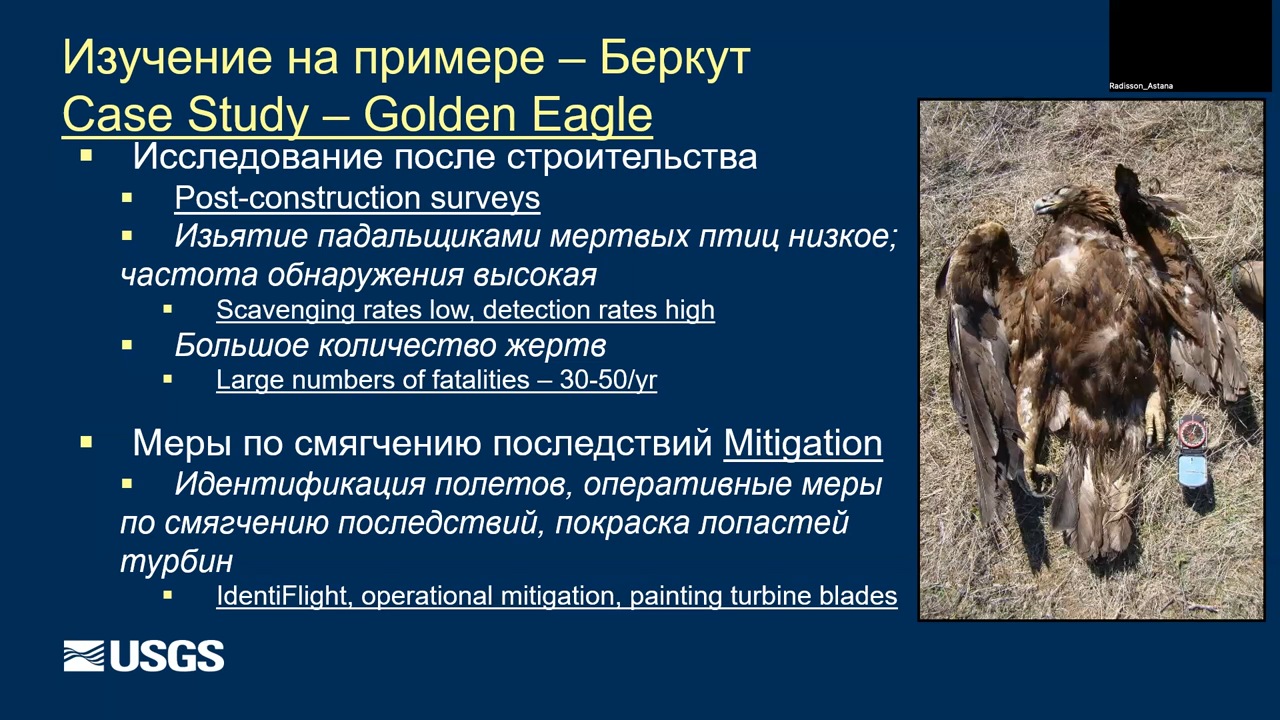 Изучение на примере – Беркут
Case Study – Golden Eagle
Radisson_Astana
▪ Исследование после строительства
▪ Post-construction surveys
▪ Изьятие падальщиками мертвых птиц низкое;
частота обнаружения высокая
▪ Scavenging rates low, detection rates high
▪ Большое количество жертв
▪ Large numbers of fatalities – 30-50/yr
▪ Меры по смягчению последствий Mitigation
▪ Идентификация полетов, оперативные меры
по смягчению последствий, покраска лопастей
турбин
▪ IdentiFlight, operational mitigation, painting turbine blades
USGS